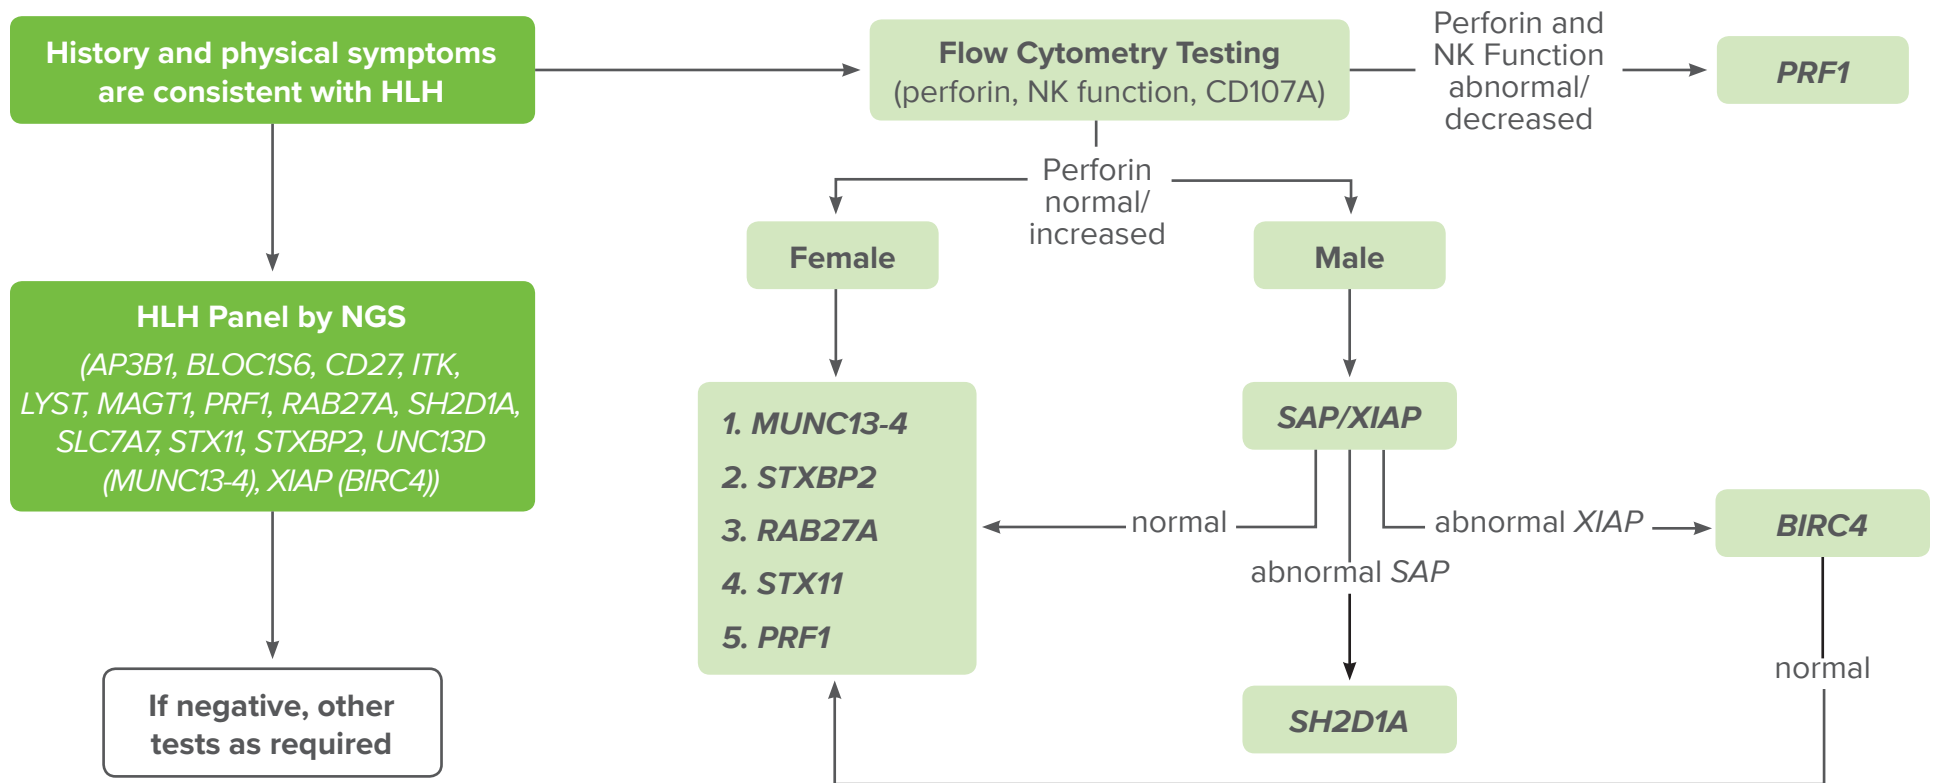 History and physical symptoms
are consistent with HLH
Flow Cytometry Testing
(perforin, NK function, CD107A)
Perforin and
NK Function
abnormal/
decreased
PRF1
Perforin
normal/
increased
Female
Male
HLH Panel by NGS
(AP3B1, BLOC1S6, CD27, ITK,
LYST, MAGT1, PRF1, RAB27A, SH2D1A,
SLC7A7, STX11, STXBP2, UNC13D
(MUNC13-4), XIAP (BIRC4))
1. MUNC13-4
2. STXBP2
3. RAB27A
4. STX11
5. PRF1
SAP/XIAP
normal
abnormal SAP
abnormal XIAP
BIRC4
normal
SH2D1A
If negative, other
tests as required